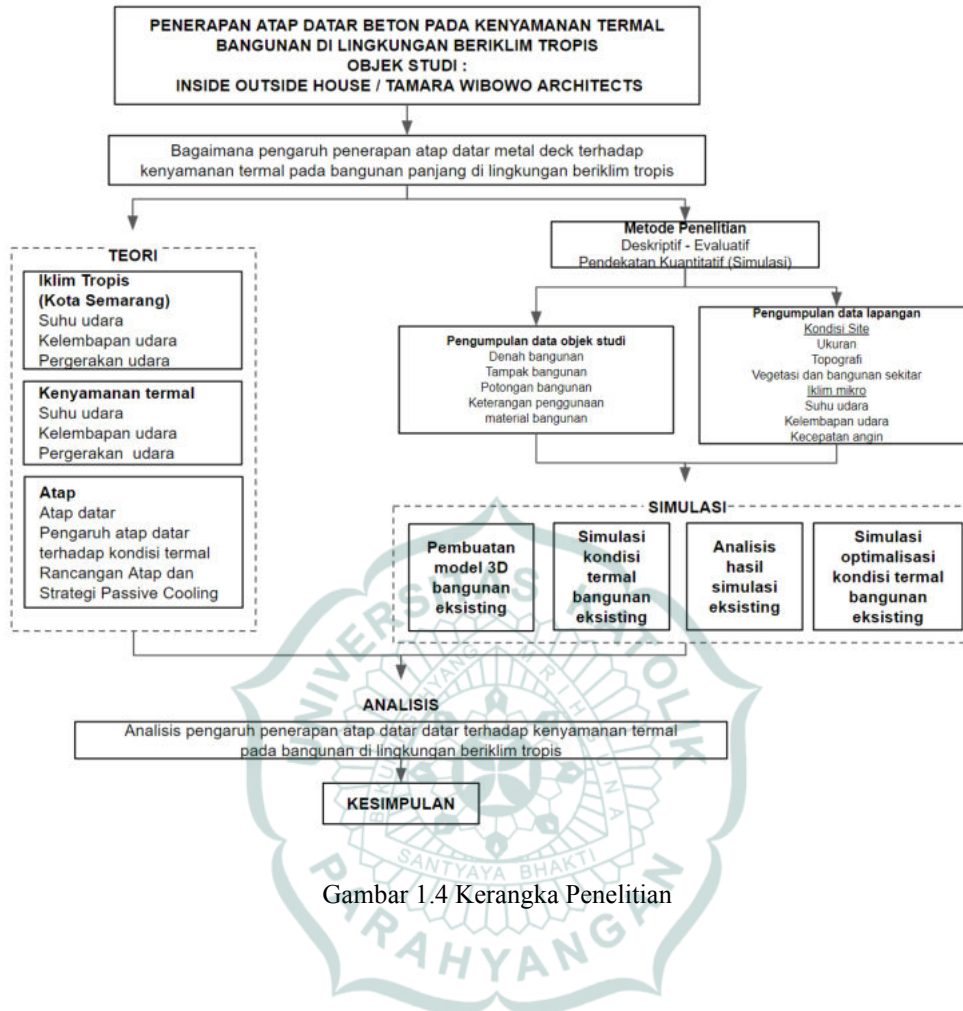 PENERAPAN ATAP DATAR BETON PADA KENYAMANAN TERMAL
BANGUNAN DI LINGKUNGAN BERIKLIM TROPIS
OBJEK STUDI :
INSIDE OUTSIDE HOUSE / TAMARA WIBOWO ARCHITECTS
Bagaimana pengaruh penerapan atap datar metal deck terhadap
kenyamanan termal pada bangunan panjang di lingkungan beriklim tropis
TEORI
Iklim Tropis
(Kota Semarang)
Suhu udara
Kelembapan udara
Pergerakan udara
Kenyamanan termal
Suhu udara
Kelembapan udara
Pergerakan udara
Atap
Atap datar
Pengaruh atap datar
terhadap kondisi termal
Rancangan Atap dan
Strategi Passive Cooling
Metode Penelitian
Deskriptif - Evaluatif
Pendekatan Kuantitatif (Simulasi)
Pengumpulan data objek studi
Denah bangunan
Tampak bangunan
Potongan bangunan
Keterangan penggunaan
material bangunan
Pengumpulan data lapangan
Kondisi Site
Ukuran
Topografi
Vegetasi dan bangunan sekitar
Iklim mikro
Suhu udara
Kelembapan udara
Kecepatan angin
SIMULASI
Pembuatan
model 3D
bangunan
eksisting
Simulasi
kondisi
termal
bangunan
eksisting
Analisis
hasil
simulasi
eksisting
Simulasi
optimalisasi
kondisi termal
bangunan
eksisting
ANALISIS
Analisis pengaruh penerapan atap datar datar terhadap kenyamanan termal
pada bangunan di lingkungan beriklim tropis
KESIMPULAN
Gambar 1.4 Kerangka Penelitian
UNIVERSITAS KATOLIK
PARAHYANGAN
SANTYAYA BHAKTI